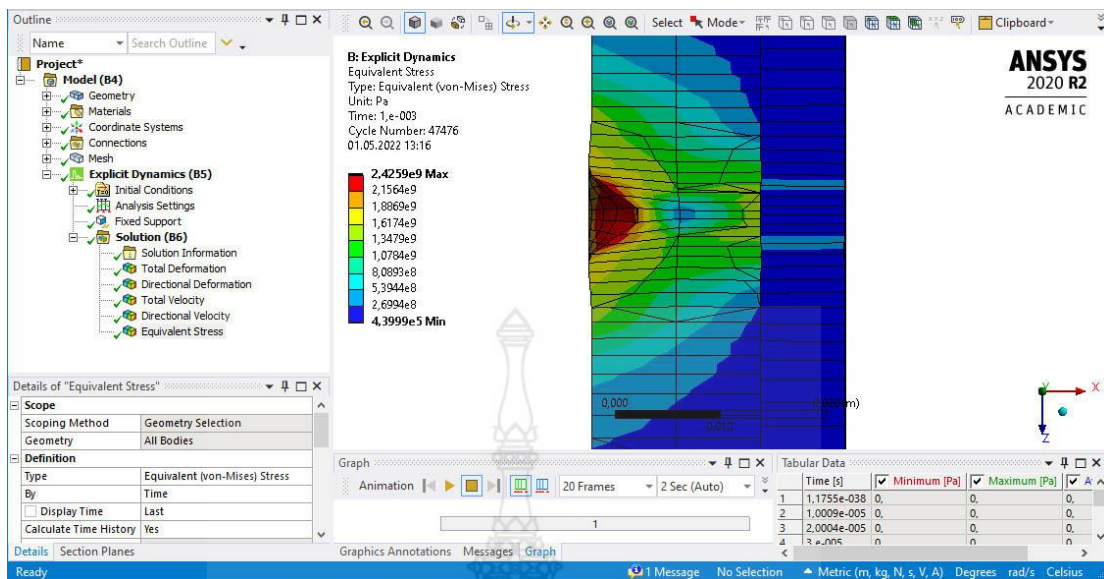 Outline
Name
Search Outline
Project*
Model (B4)
Geometry
Materials
Coordinate Systems
Connections
Mesh
Explicit Dynamics (B5)
Initial Conditions
Analysis Settings
Fixed Support
Solution (B6)
Solution Information
Total Deformation
Directional Deformation
Total Velocity
Directional Velocity
Equivalent Stress
Details of "Equivalent Stress"
Scope
Scoping Method Geometry Selection
Geometry All Bodies
Definition
Type Equivalent (von-Mises) Stress
By Time
Display Time Last
Calculate Time History Yes
Details Section Planes
Ready
Select Mode Clipboard
B: Explicit Dynamics
Equivalent Stress
Type: Equivalent (von-Mises) Stress
Unit: Pa
Time: 1,e-003
Cycle Number: 47476
01.05.2022 13:16
2,4259e9 Max
2,1564e9
1,8869e9
1,6174e9
1,3479e9
1,0784e9
8,0893e8
5,3944e8
2,6994e8
4,3999e5 Min
ANSYS
2020 R2
ACADEMIC
0,000
0,010
X
Y
Z
Graph
Animation 20 Frames 2 Sec (Auto)
1
Graphics Annotations Messages Graph
Tabular Data
Time [s] Minimum [Pa] Maximum [Pa]
1 1,1755e-038 0, 0, 0,
2 1,0009e-005 0, 0, 0,
3 2,0004e-005 0, 0, 0,
4 3,e-005 0, 0, 0,
1 Message No Selection Metric (m, kg, N, s, V, A) Degrees rad/s Celsius